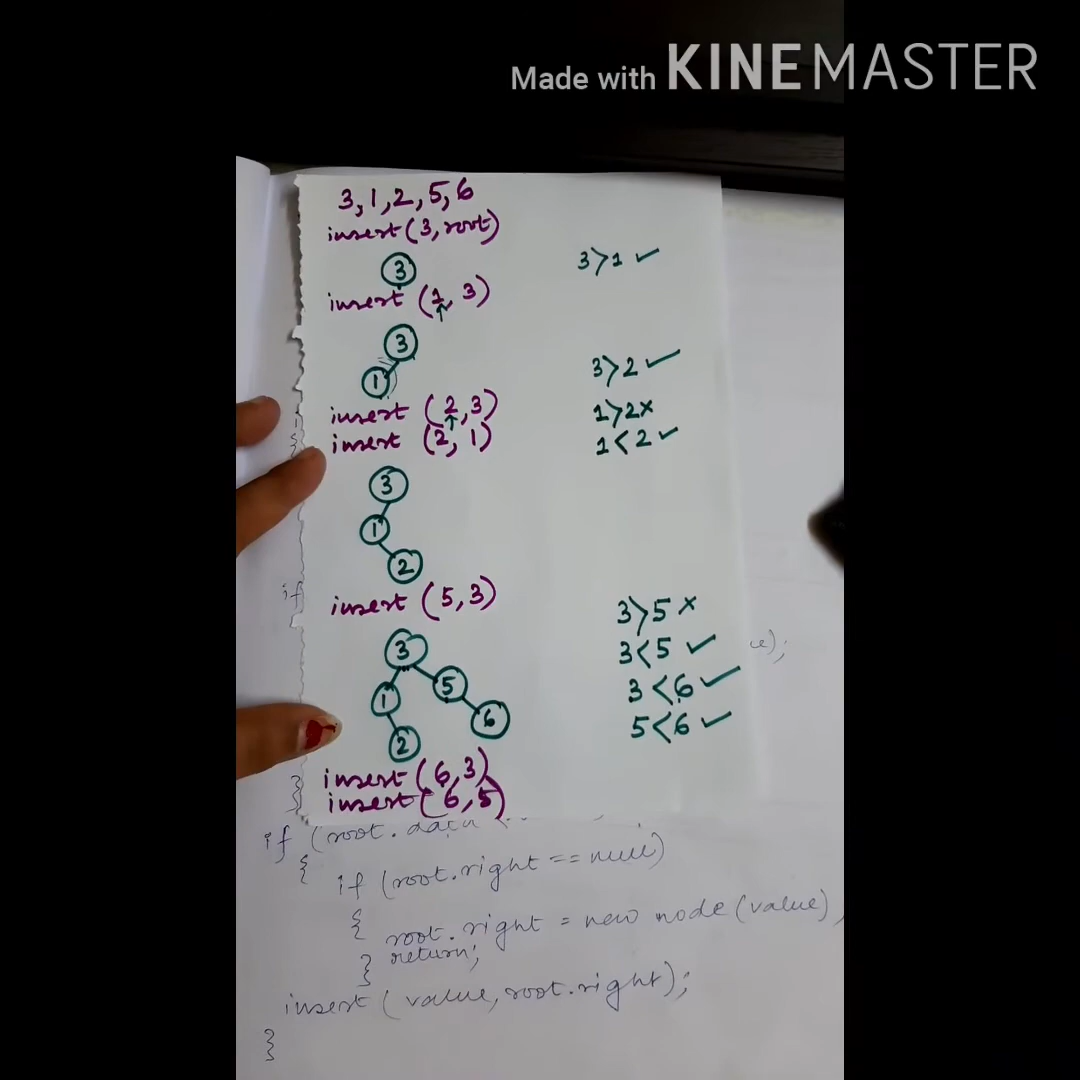 Made with KINEMASTER
3,1,2,5,6
insert(3,root)
3
3>1 ✓
insert (1, 3)
3
1
3>2 ✓
insert (2,3)
1>2×
insert (2, 1)
1<2 ✓
3
1
2
if
insert (5,3)
3>5 ×
3
3<5 ✓
5
1
3<6 ✓
6
5<6 ✓
2
insert(6,3)
insert(6,5)
}
if (root.data <
{
if (root.right == null)
{
root.right = new node(value)
return;
}
insert( value, root.right);
}